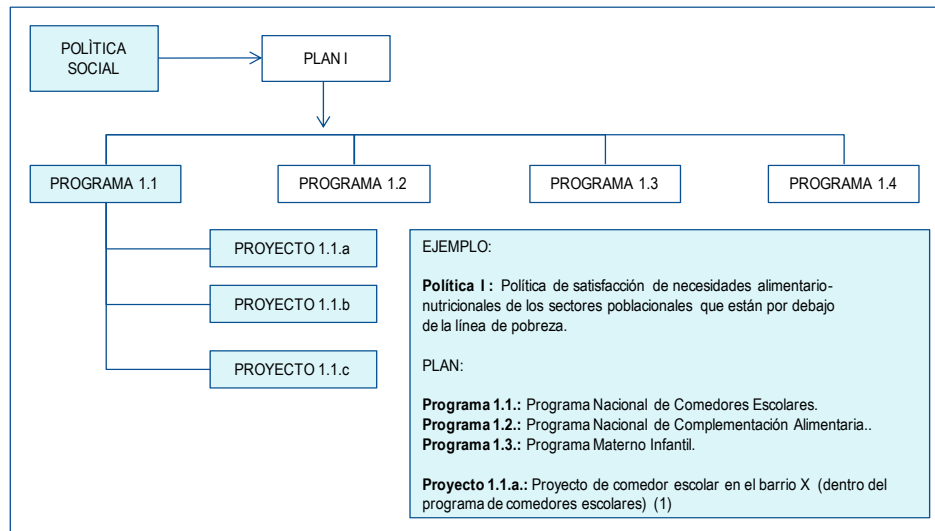 POLÌTICA
SOCIAL
PLAN I
PROGRAMA 1.1
PROGRAMA 1.2
PROGRAMA 1.3
PROGRAMA 1.4
PROYECTO 1.1.a
PROYECTO 1.1.b
PROYECTO 1.1.c
EJEMPLO:
Política I : Política de satisfacción de necesidades alimentario-
nutricionales de los sectores poblacionales que están por debajo
de la línea de pobreza.
PLAN:
Programa 1.1.: Programa Nacional de Comedores Escolares.
Programa 1.2.: Programa Nacional de Complementación Alimentaria..
Programa 1.3.: Programa Materno Infantil.
Proyecto 1.1.a.: Proyecto de comedor escolar en el barrio X (dentro del
programa de comedores escolares) (1)